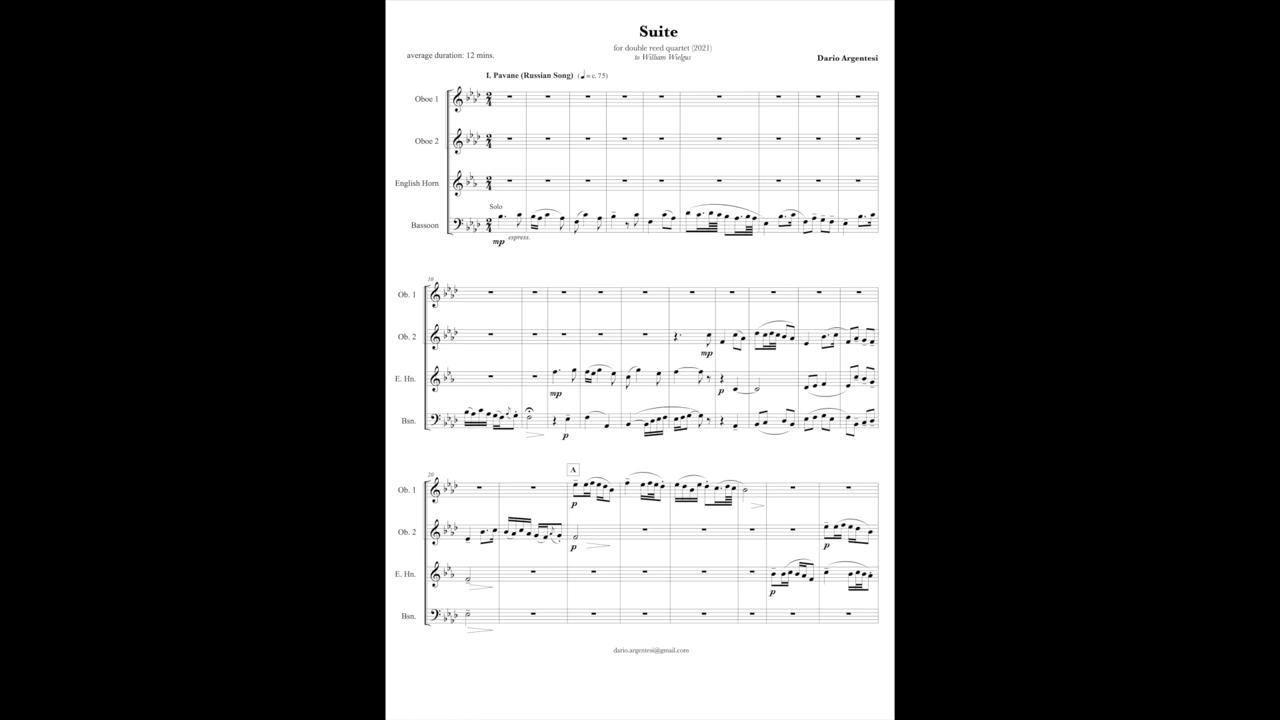 Suite
for double reed quartet (2021)
to William Wielgus
average duration: 12 mins.
Dario Argentesi
I. Pavane (Russian Song) (♩= c. 75)
Oboe 1
Oboe 2
English Horn
Solo
Bassoon
mp espress.
10
Ob. 1
Ob. 2
mp
E. Hn.
mp p
Bsn.
p
20
A
Ob. 1
p
Ob. 2
p p
E. Hn.
p
Bsn.
dario.argentesi@gmail.com